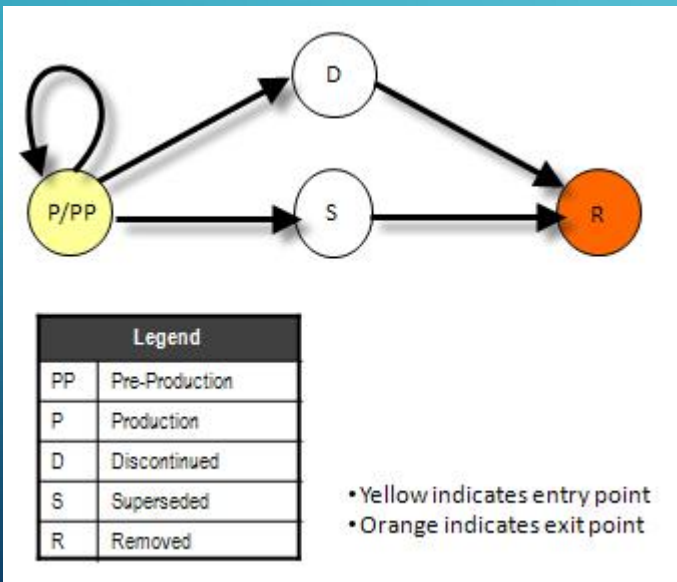 D
P/PP
S
R
Legend
PP Pre-Production
P Production
D Discontinued
S Superseded
R Removed
•Yellow indicates entry point
•Orange indicates exit point